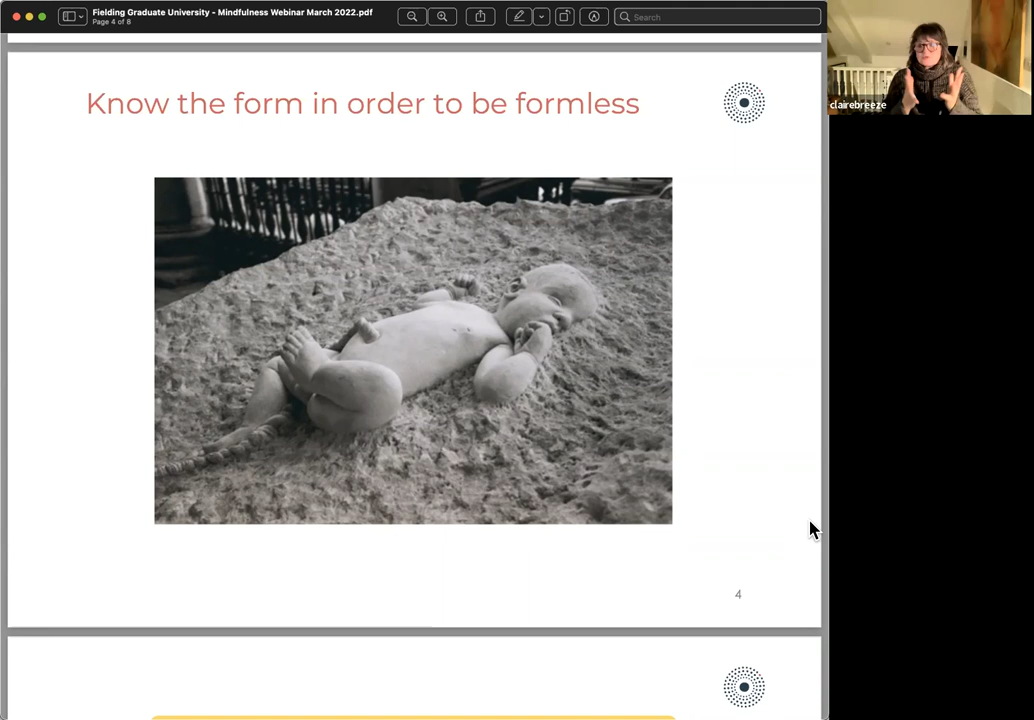 Fielding Graduate University - Mindfulness Webinar March 2022.pdf
Page 4 of 8
Search
clairebreeze
Know the form in order to be formless
4